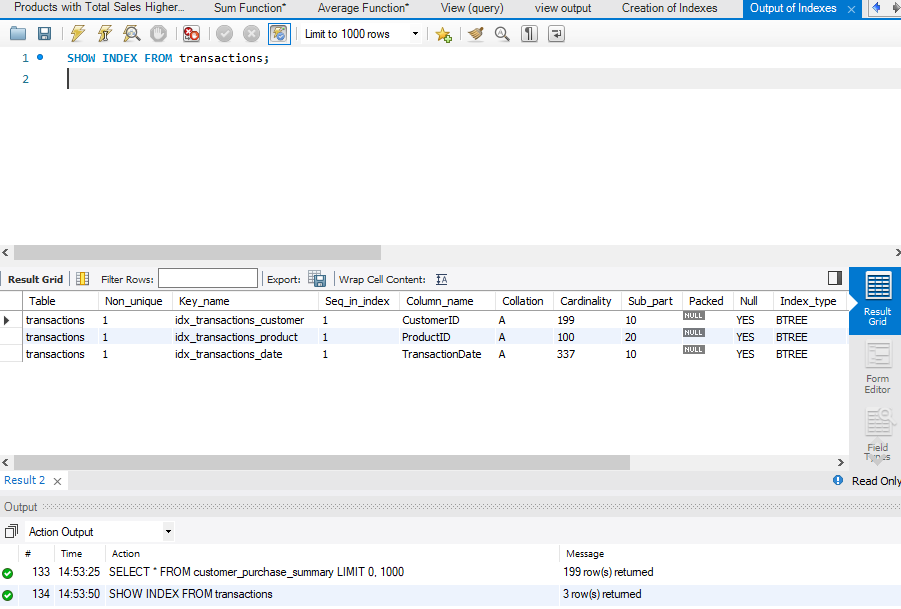 Products with Total Sales Higher... Sum Function* Average Function* View (query) view output Creation of Indexes Output of Indexes
Limit to 1000 rows
1 SHOW INDEX FROM transactions;
2
Result Grid Filter Rows: Export: Wrap Cell Content:
Table Non_unique Key_name Seq_in_index Column_name Collation Cardinality Sub_part Packed Null Index_type
transactions 1 idx_transactions_customer 1 CustomerID A 199 10 NULL YES BTREE
transactions 1 idx_transactions_product 1 ProductID A 100 20 NULL YES BTREE
transactions 1 idx_transactions_date 1 TransactionDate A 337 10 NULL YES BTREE
Result
Grid
Form
Editor
Field
Types
Result 2 Read Only
Output
Action Output
# Time Action Message
133 14:53:25 SELECT * FROM customer_purchase_summary LIMIT 0, 1000 199 row(s) returned
134 14:53:50 SHOW INDEX FROM transactions 3 row(s) returned